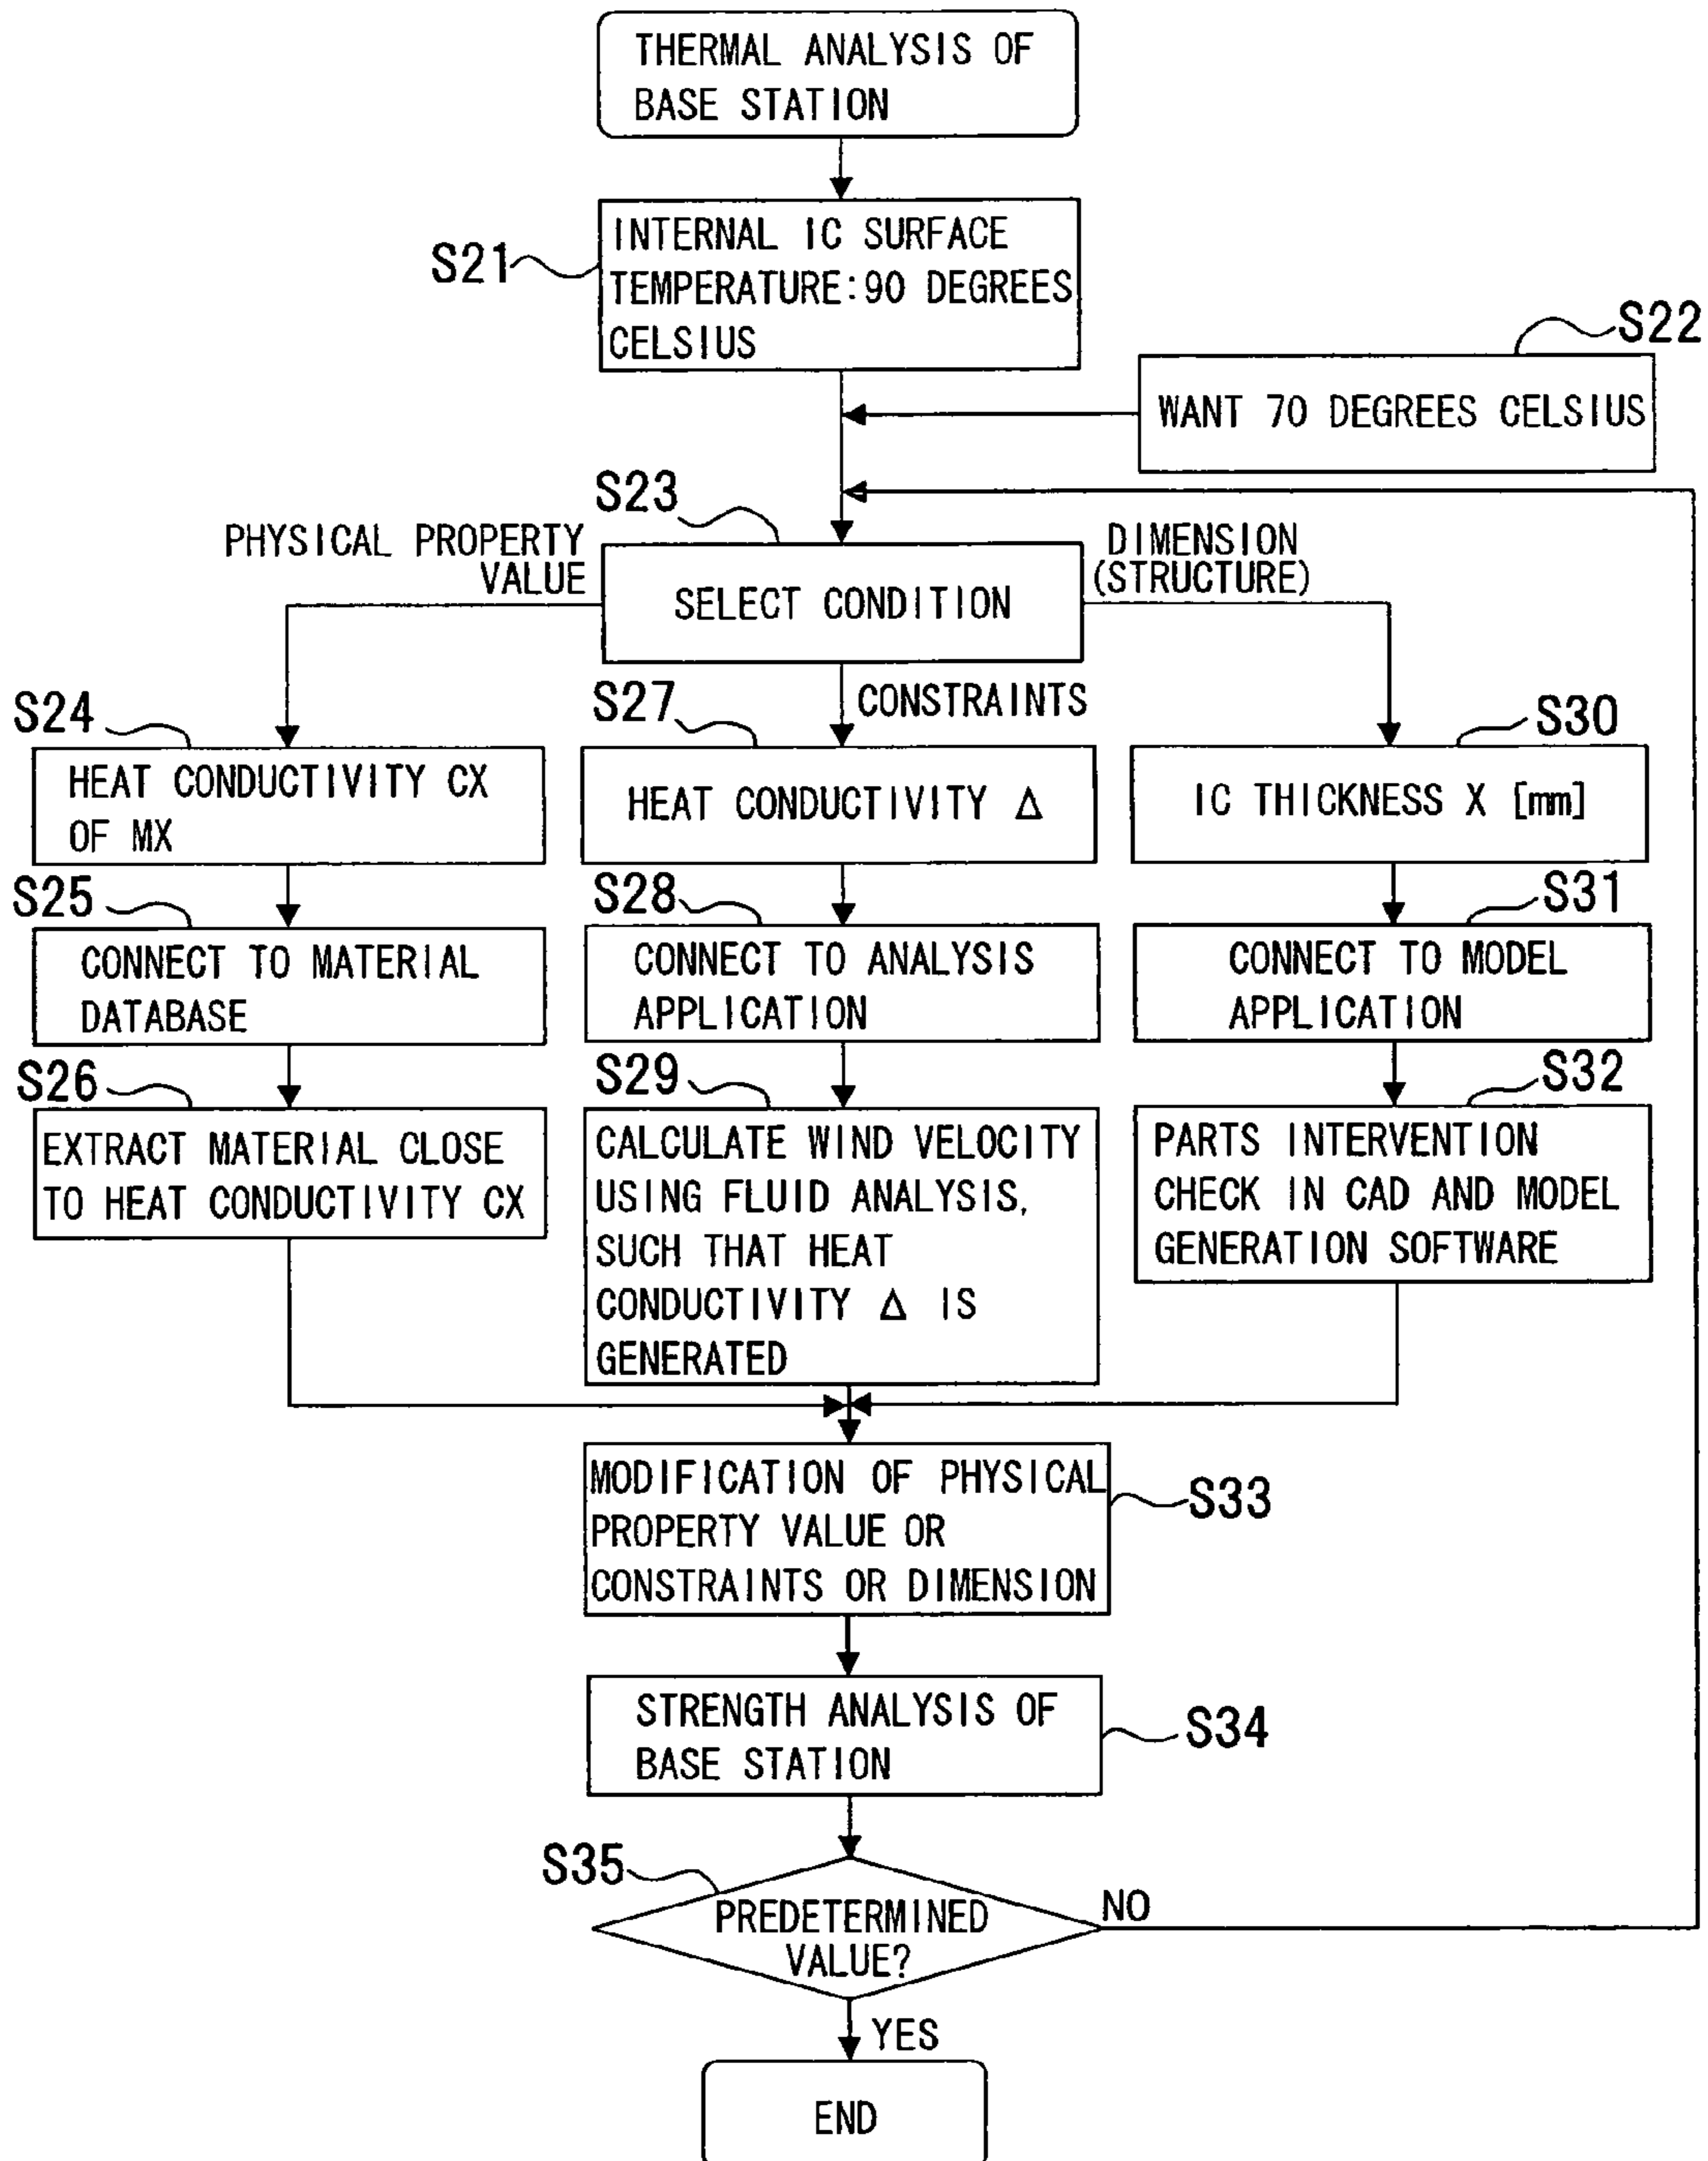 THERMAL ANALYSIS OF
BASE STATION
S21
INTERNAL IC SURFACE
TEMPERATURE:90 DEGREES
CELSIUS
S22
WANT 70 DEGREES CELSIUS
S23
PHYSICAL PROPERTY
VALUE
SELECT CONDITION
DIMENSION
(STRUCTURE)
CONSTRAINTS
S24
HEAT CONDUCTIVITY CX
OF MX
S25
CONNECT TO MATERIAL
DATABASE
S26
EXTRACT MATERIAL CLOSE
TO HEAT CONDUCTIVITY CX
S27
HEAT CONDUCTIVITY Δ
S28
CONNECT TO ANALYSIS
APPLICATION
S29
CALCULATE WIND VELOCITY
USING FLUID ANALYSIS,
SUCH THAT HEAT
CONDUCTIVITY Δ IS
GENERATED
S30
IC THICKNESS X [mm]
S31
CONNECT TO MODEL
APPLICATION
S32
PARTS INTERVENTION
CHECK IN CAD AND MODEL
GENERATION SOFTWARE
MODIFICATION OF PHYSICAL
PROPERTY VALUE OR
CONSTRAINTS OR DIMENSION
S33
STRENGTH ANALYSIS OF
BASE STATION
S34
S35
PREDETERMINED
VALUE?
NO
YES
END